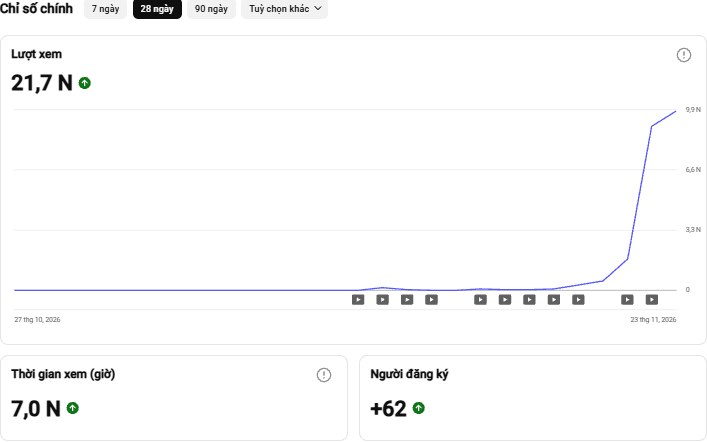 Chỉ số chính
7 ngày
28 ngày
90 ngày
Tuỳ chọn khác
Lượt xem
21,7 N
9,9 N
6,6 N
3,3 N
0
27 thg 10, 2026
23 thg 11, 2026
Thời gian xem (giờ)
7,0 N
Người đăng ký
+62